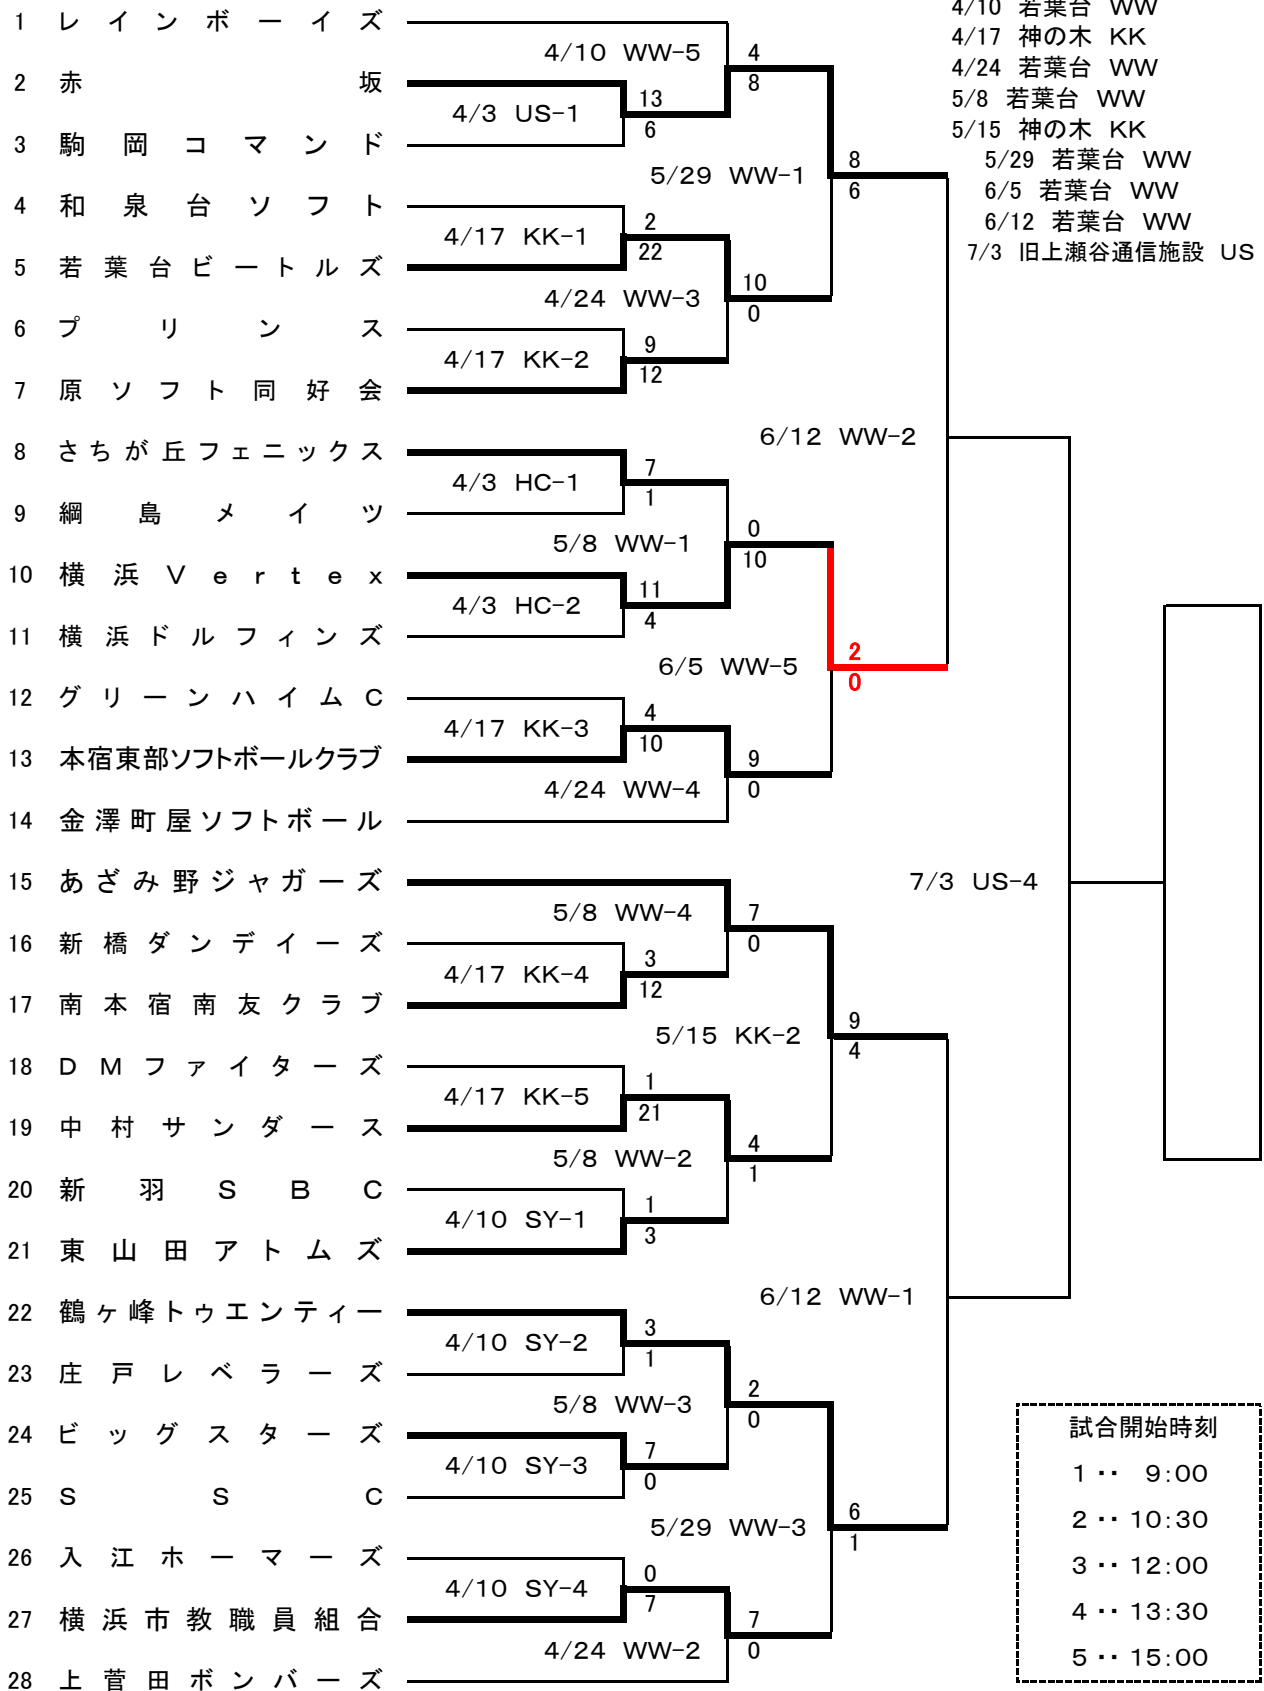 1 レインボーイズ
4/10 WW-5
4
8
2 赤坂
4/3 US-1
13
6
3 駒岡コマンド
5/29 WW-1
8
6
4 和泉台ソフト
4/17 KK-1
2
22
5 若葉台ビートルズ
4/24 WW-3
10
0
6 プリンス
4/17 KK-2
9
12
7 原ソフト同好会
6/12 WW-2
8 さちが丘フェニックス
4/3 HC-1
7
1
9 綱島メイツ
5/8 WW-1
0
10
10 横浜Vertex
4/3 HC-2
11
4
11 横浜ドルフィンズ
6/5 WW-5
2
0
12 グリーンハイムC
4/17 KK-3
4
10
13 本宿東部ソフトボールクラブ
4/24 WW-4
9
0
14 金澤町屋ソフトボール
7/3 US-4
15 あざみ野ジャガーズ
5/8 WW-4
7
0
16 新橋ダンデイーズ
4/17 KK-4
3
12
17 南本宿南友クラブ
5/15 KK-2
9
4
18 DMファイターズ
4/17 KK-5
1
21
19 中村サンダース
5/8 WW-2
4
1
20 新羽SBC
4/10 SY-1
1
3
21 東山田アトムズ
6/12 WW-1
22 鶴ヶ峰トゥエンティー
4/10 SY-2
3
1
23 庄戸レベラーズ
5/8 WW-3
2
0
24 ビッグスターズ
4/10 SY-3
7
0
25 SSC
5/29 WW-3
6
1
26 入江ホーマーズ
4/10 SY-4
0
7
27 横浜市教職員組合
4/24 WW-2
7
0
28 上菅田ボンバーズ
4/10 若葉台 WW
4/17 神の木 KK
4/24 若葉台 WW
5/8 若葉台 WW
5/15 神の木 KK
5/29 若葉台 WW
6/5 若葉台 WW
6/12 若葉台 WW
7/3 旧上瀬谷通信施設 US
試合開始時刻
1 ‥ 9:00
2 ‥ 10:30
3 ‥ 12:00
4 ‥ 13:30
5 ‥ 15:00